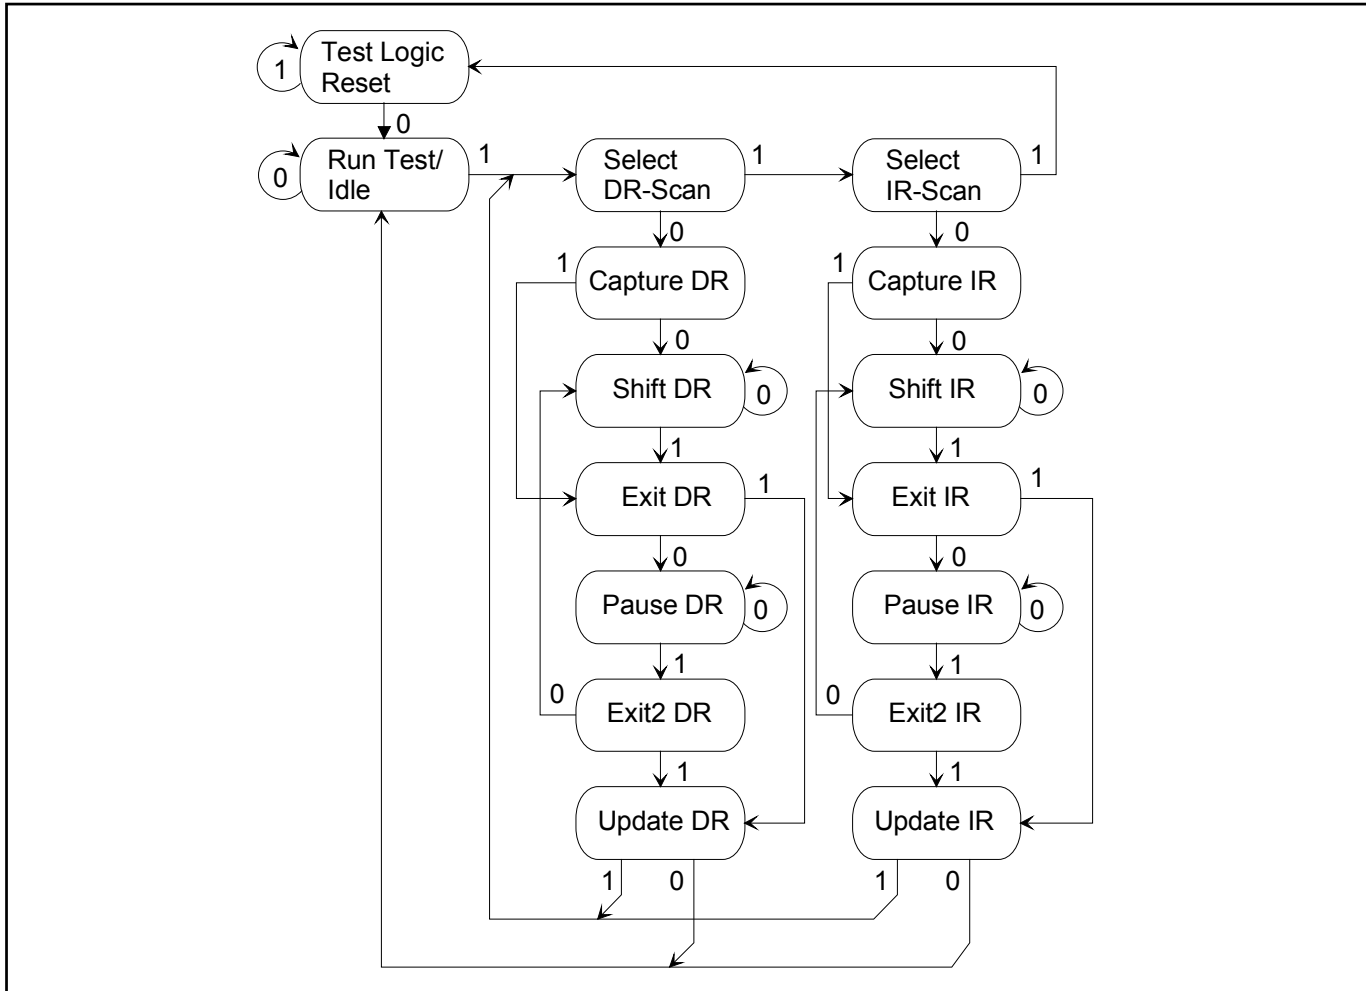 Test Logic
Reset
1
0
Run Test/
Idle
0
1
Select
DR-Scan
1
Select
IR-Scan
1
0
0
1
Capture DR
1
Capture IR
0
0
Shift DR
0
Shift IR
0
1
1
Exit DR
1
Exit IR
1
0
0
Pause DR
0
Pause IR
0
1
1
0
Exit2 DR
0
Exit2 IR
1
1
Update DR
Update IR
1
0
1
0